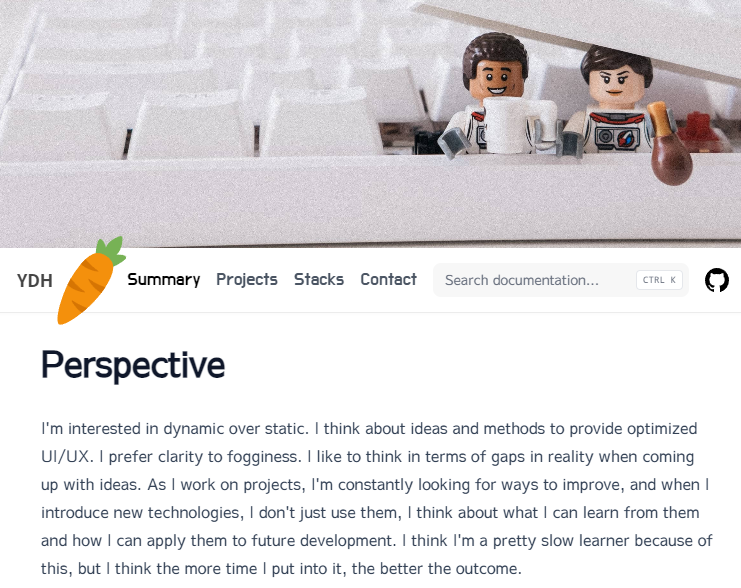 YDH Summary Projects Stacks Contact Search documentation... CTRL K
Perspective
I'm interested in dynamic over static. I think about ideas and methods to provide optimized
UI/UX. I prefer clarity to fogginess. I like to think in terms of gaps in reality when coming
up with ideas. As I work on projects, I'm constantly looking for ways to improve, and when I
introduce new technologies, I don't just use them, I think about what I can learn from them
and how I can apply them to future development. I think I'm a pretty slow learner because of
this, but I think the more time I put into it, the better the outcome.